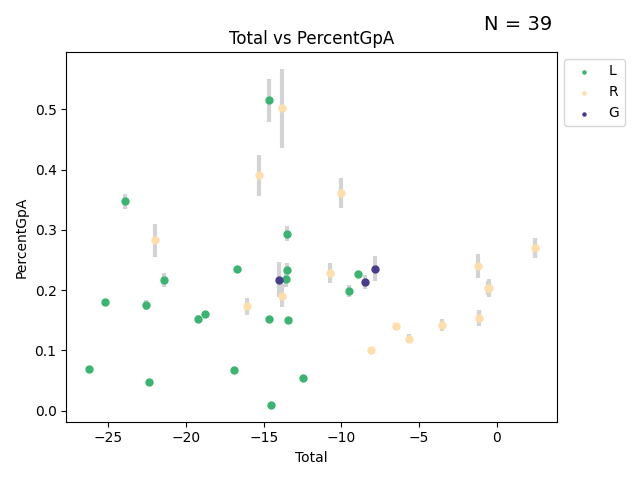 N = 39
Total vs PercentGpA
L
R
G
PercentGpA
0.5
0.4
0.3
0.2
0.1
0.0
−25 −20 −15 −10 −5 0
Total